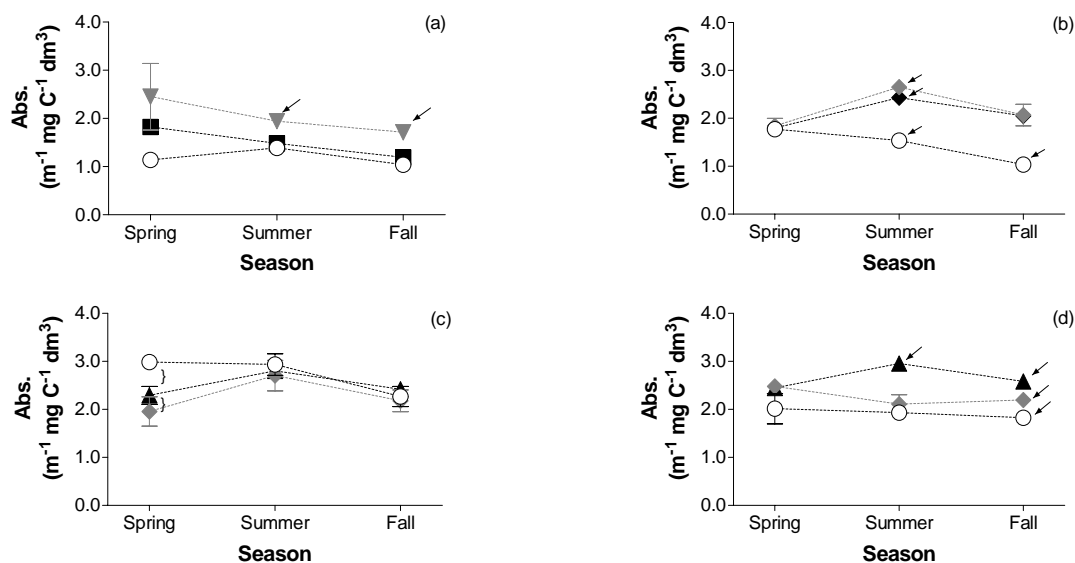 (a)
Abs.
(m⁻¹ mg C⁻¹ dm³)
4.0
3.0
2.0
1.0
0.0
Spring
Summer
Fall
Season
(b)
Abs.
(m⁻¹ mg C⁻¹ dm³)
4.0
3.0
2.0
1.0
0.0
Spring
Summer
Fall
Season
(c)
Abs.
(m⁻¹ mg C⁻¹ dm³)
4.0
3.0
2.0
1.0
0.0
}
}
Spring
Summer
Fall
Season
(d)
Abs.
(m⁻¹ mg C⁻¹ dm³)
4.0
3.0
2.0
1.0
0.0
Spring
Summer
Fall
Season